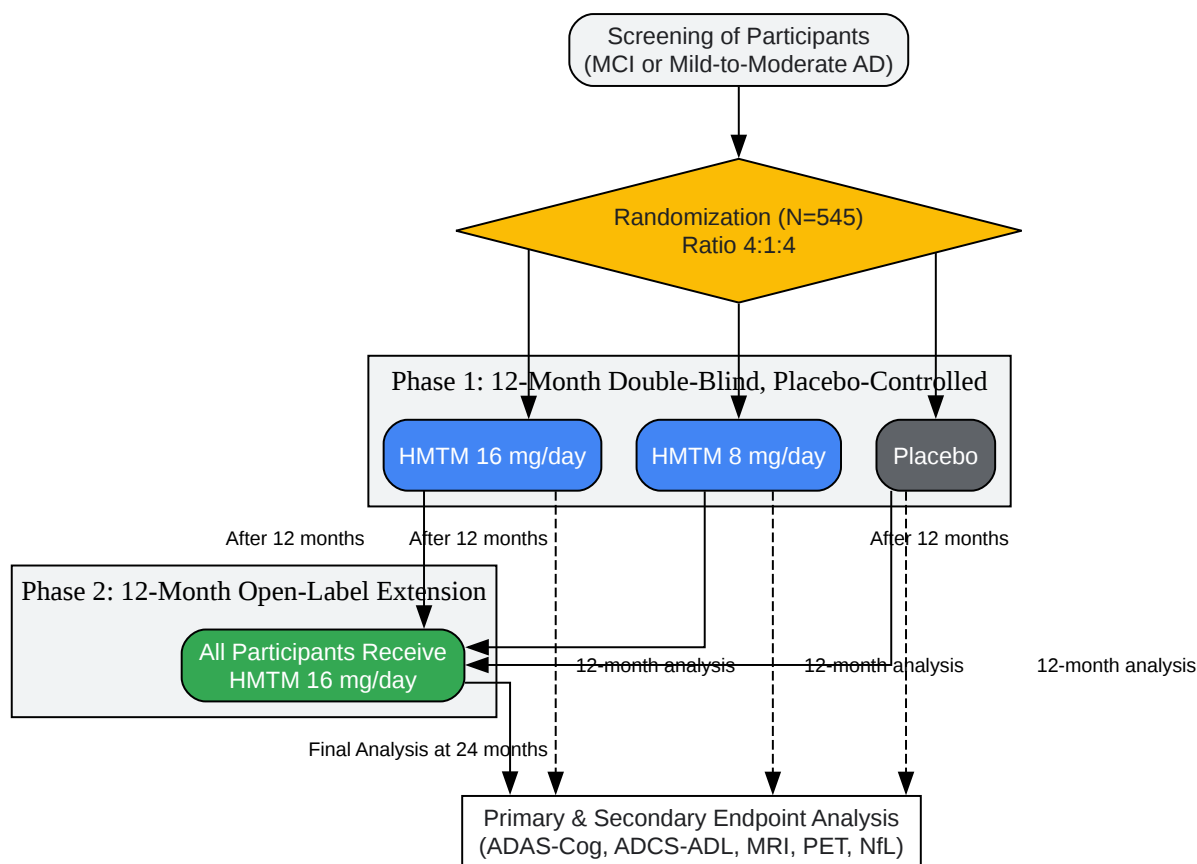 Screening of Participants
(MCI or Mild-to-Moderate AD)
Randomization (N=545)
Ratio 4:1:4
Phase 1: 12-Month Double-Blind, Placebo-Controlled
HMTM 16 mg/day
HMTM 8 mg/day
Placebo
After 12 months
After 12 months
After 12 months
Phase 2: 12-Month Open-Label Extension
All Participants Receive
HMTM 16 mg/day
12-month analysis
12-month analysis
12-month analysis
Final Analysis at 24 months
Primary & Secondary Endpoint Analysis
(ADAS-Cog, ADCS-ADL, MRI, PET, NfL)